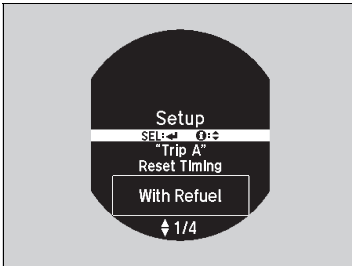 Setup
SEL:↵ ⓘ:⬍
“Trip A”
Reset Timing
With Refuel
⬍ 1/4